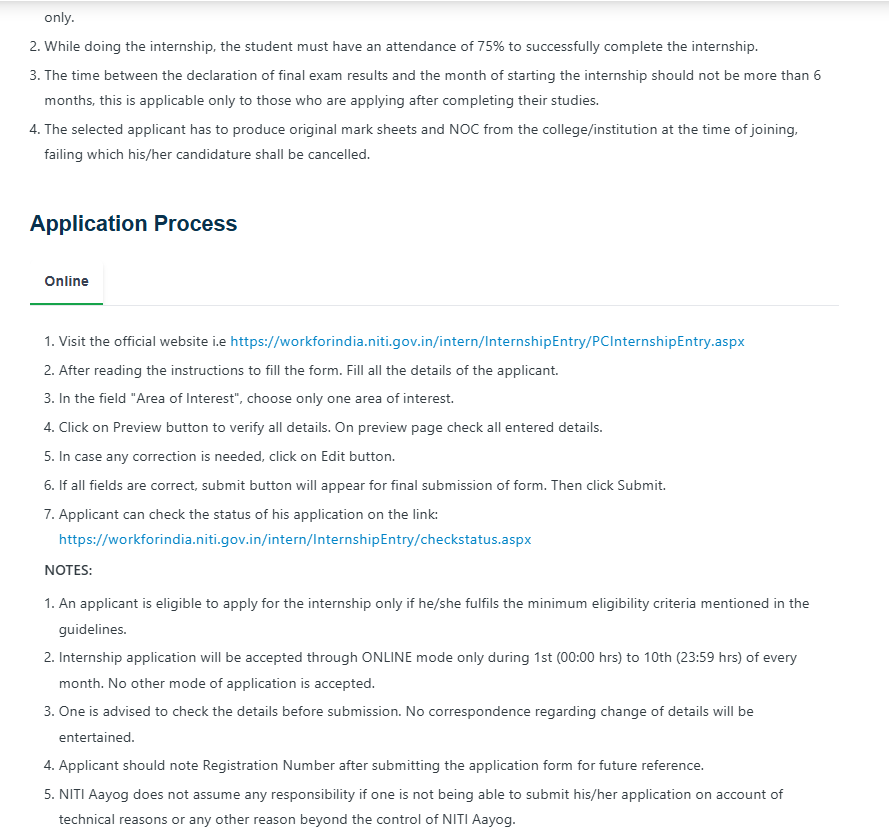 only.
2. While doing the internship, the student must have an attendance of 75% to successfully complete the internship.
3. The time between the declaration of final exam results and the month of starting the internship should not be more than 6
months, this is applicable only to those who are applying after completing their studies.
4. The selected applicant has to produce original mark sheets and NOC from the college/institution at the time of joining,
failing which his/her candidature shall be cancelled.
Application Process
Online
1. Visit the official website i.e https://workforindia.niti.gov.in/intern/InternshipEntry/PCInternshipEntry.aspx
2. After reading the instructions to fill the form. Fill all the details of the applicant.
3. In the field "Area of Interest", choose only one area of interest.
4. Click on Preview button to verify all details. On preview page check all entered details.
5. In case any correction is needed, click on Edit button.
6. If all fields are correct, submit button will appear for final submission of form. Then click Submit.
7. Applicant can check the status of his application on the link:
https://workforindia.niti.gov.in/intern/InternshipEntry/checkstatus.aspx
NOTES:
1. An applicant is eligible to apply for the internship only if he/she fulfils the minimum eligibility criteria mentioned in the
guidelines.
2. Internship application will be accepted through ONLINE mode only during 1st (00:00 hrs) to 10th (23:59 hrs) of every
month. No other mode of application is accepted.
3. One is advised to check the details before submission. No correspondence regarding change of details will be
entertained.
4. Applicant should note Registration Number after submitting the application form for future reference.
5. NITI Aayog does not assume any responsibility if one is not being able to submit his/her application on account of
technical reasons or any other reason beyond the control of NITI Aayog.